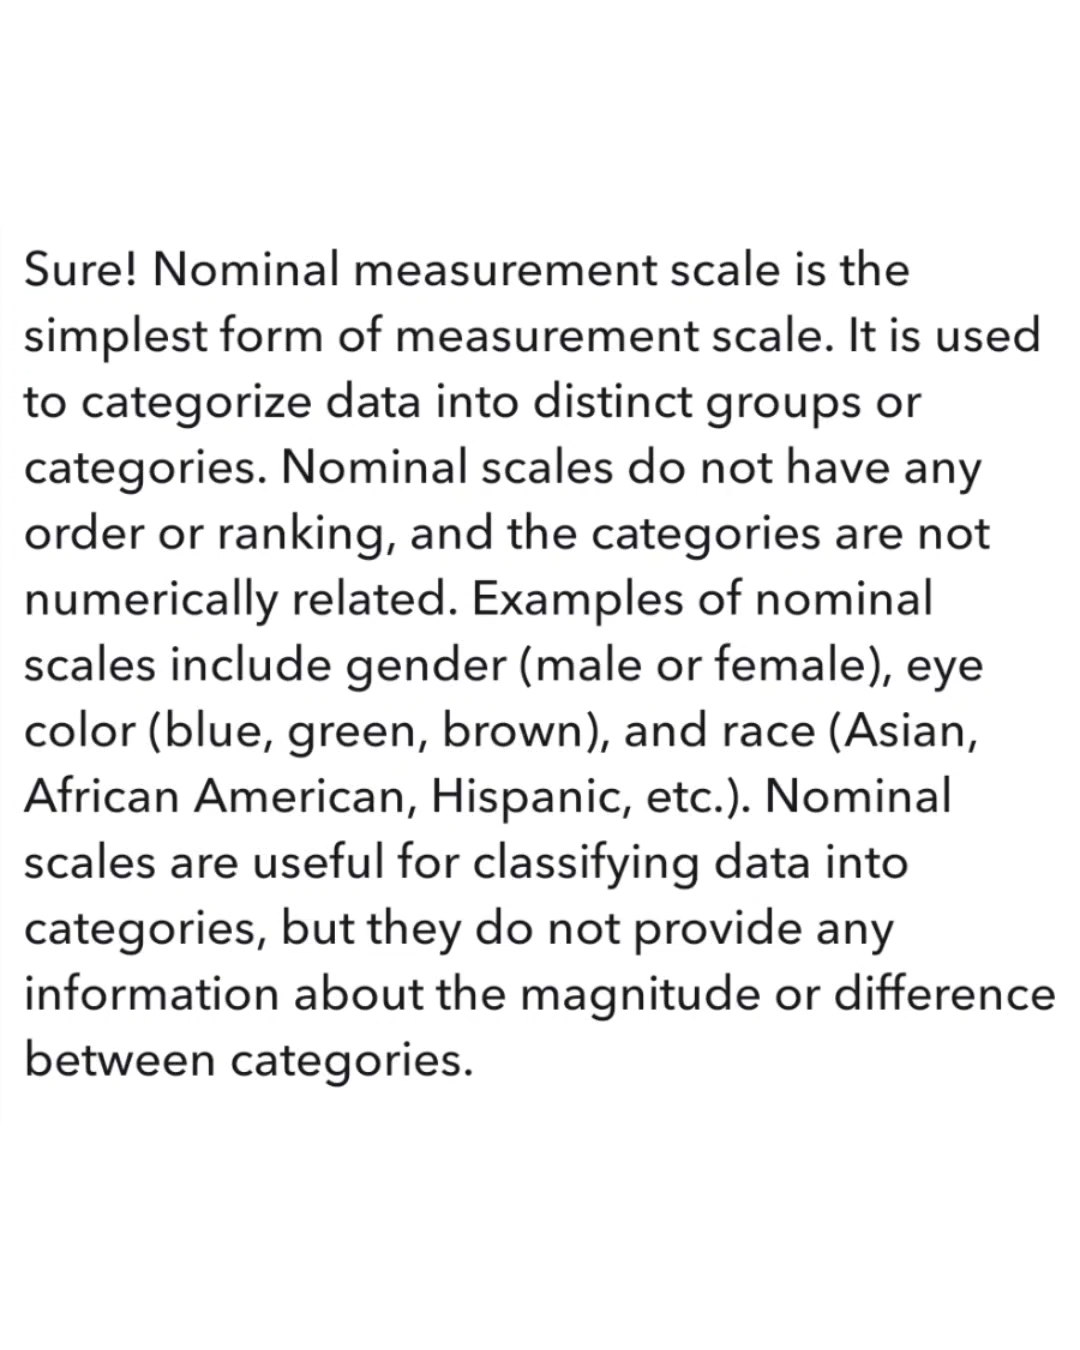 Sure! Nominal measurement scale is the
simplest form of measurement scale. It is used
to categorize data into distinct groups or
categories. Nominal scales do not have any
order or ranking, and the categories are not
numerically related. Examples of nominal
scales include gender (male or female), eye
color (blue, green, brown), and race (Asian,
African American, Hispanic, etc.). Nominal
scales are useful for classifying data into
categories, but they do not provide any
information about the magnitude or difference
between categories.